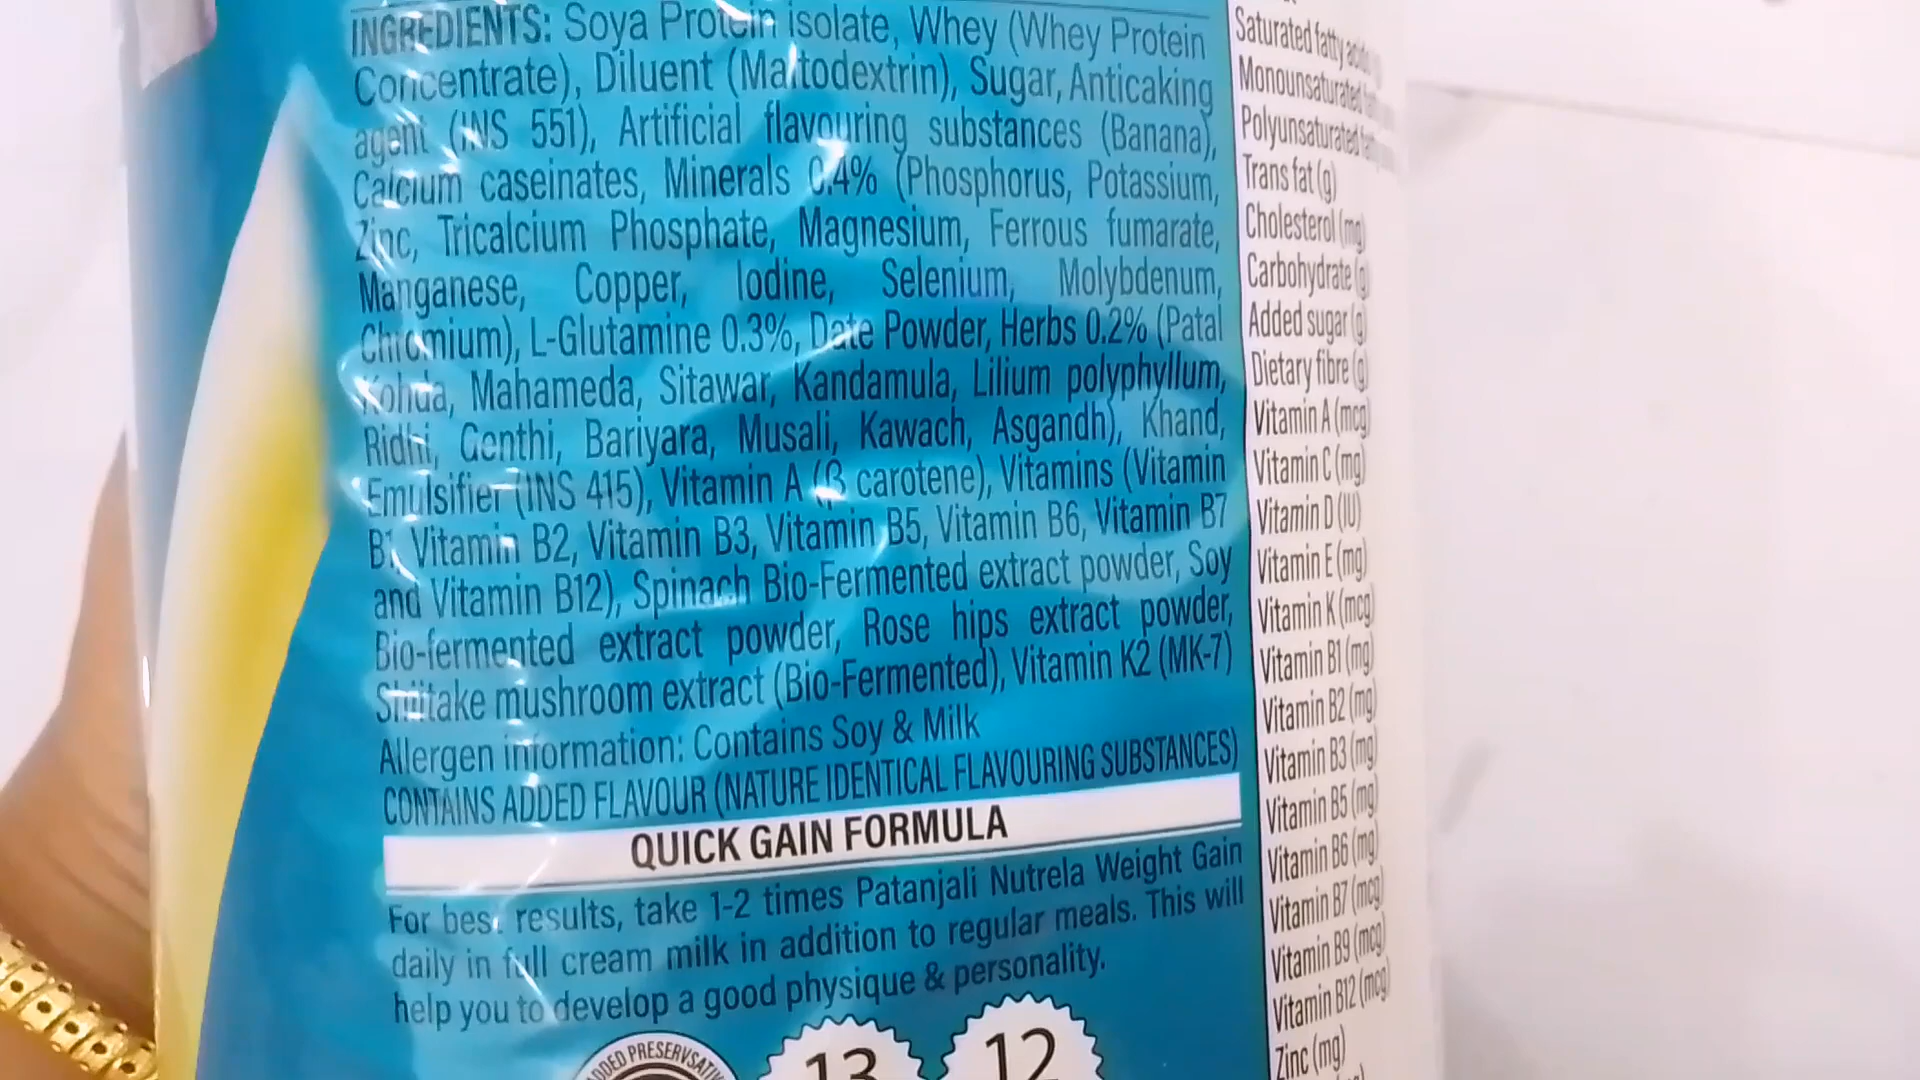 INGREDIENTS: Soya Protein isolate, Whey (Whey Protein
Concentrate), Diluent (Maltodextrin), Sugar, Anticaking
agent (INS 551), Artificial flavouring substances (Banana),
Calcium caseinates, Minerals 0.4% (Phosphorus, Potassium,
Zinc, Tricalcium Phosphate, Magnesium, Ferrous fumarate,
Manganese, Copper, Iodine, Selenium, Molybdenum,
Chromium), L-Glutamine 0.3%, Date Powder, Herbs 0.2% (Patal
Kohda, Mahameda, Sitawar, Kandamula, Lilium polyphyllum,
Ridhi, Genthi, Bariyara, Musali, Kawach, Asgandh), Khand,
Emulsifier (INS 415), Vitamin A (β carotene), Vitamins (Vitamin
B1, Vitamin B2, Vitamin B3, Vitamin B5, Vitamin B6, Vitamin B7
and Vitamin B12), Spinach Bio-Fermented extract powder, Soy
Bio-fermented extract powder, Rose hips extract powder,
Shiitake mushroom extract (Bio-Fermented), Vitamin K2 (MK-7)
Allergen information: Contains Soy & Milk
CONTAINS ADDED FLAVOUR (NATURE IDENTICAL FLAVOURING SUBSTANCES)
QUICK GAIN FORMULA
For best results, take 1-2 times Patanjali Nutrela Weight Gain
daily in full cream milk in addition to regular meals. This will
help you to develop a good physique & personality.
ADDED PRESERVSATIV
13
12
Saturated fatty acids
Monounsaturated
Polyunsaturated
Trans fat (g)
Cholesterol (mg)
Carbohydrate (g)
Added sugar (g)
Dietary fibre (g)
Vitamin A (mcg)
Vitamin C (mg)
Vitamin D (IU)
Vitamin E (mg)
Vitamin K (mcg)
Vitamin B1 (mg)
Vitamin B2 (mg)
Vitamin B3 (mg)
Vitamin B5 (mg)
Vitamin B6 (mg)
Vitamin B7 (mcg)
Vitamin B9 (mcg)
Vitamin B12 (mcg)
Zinc (mg)